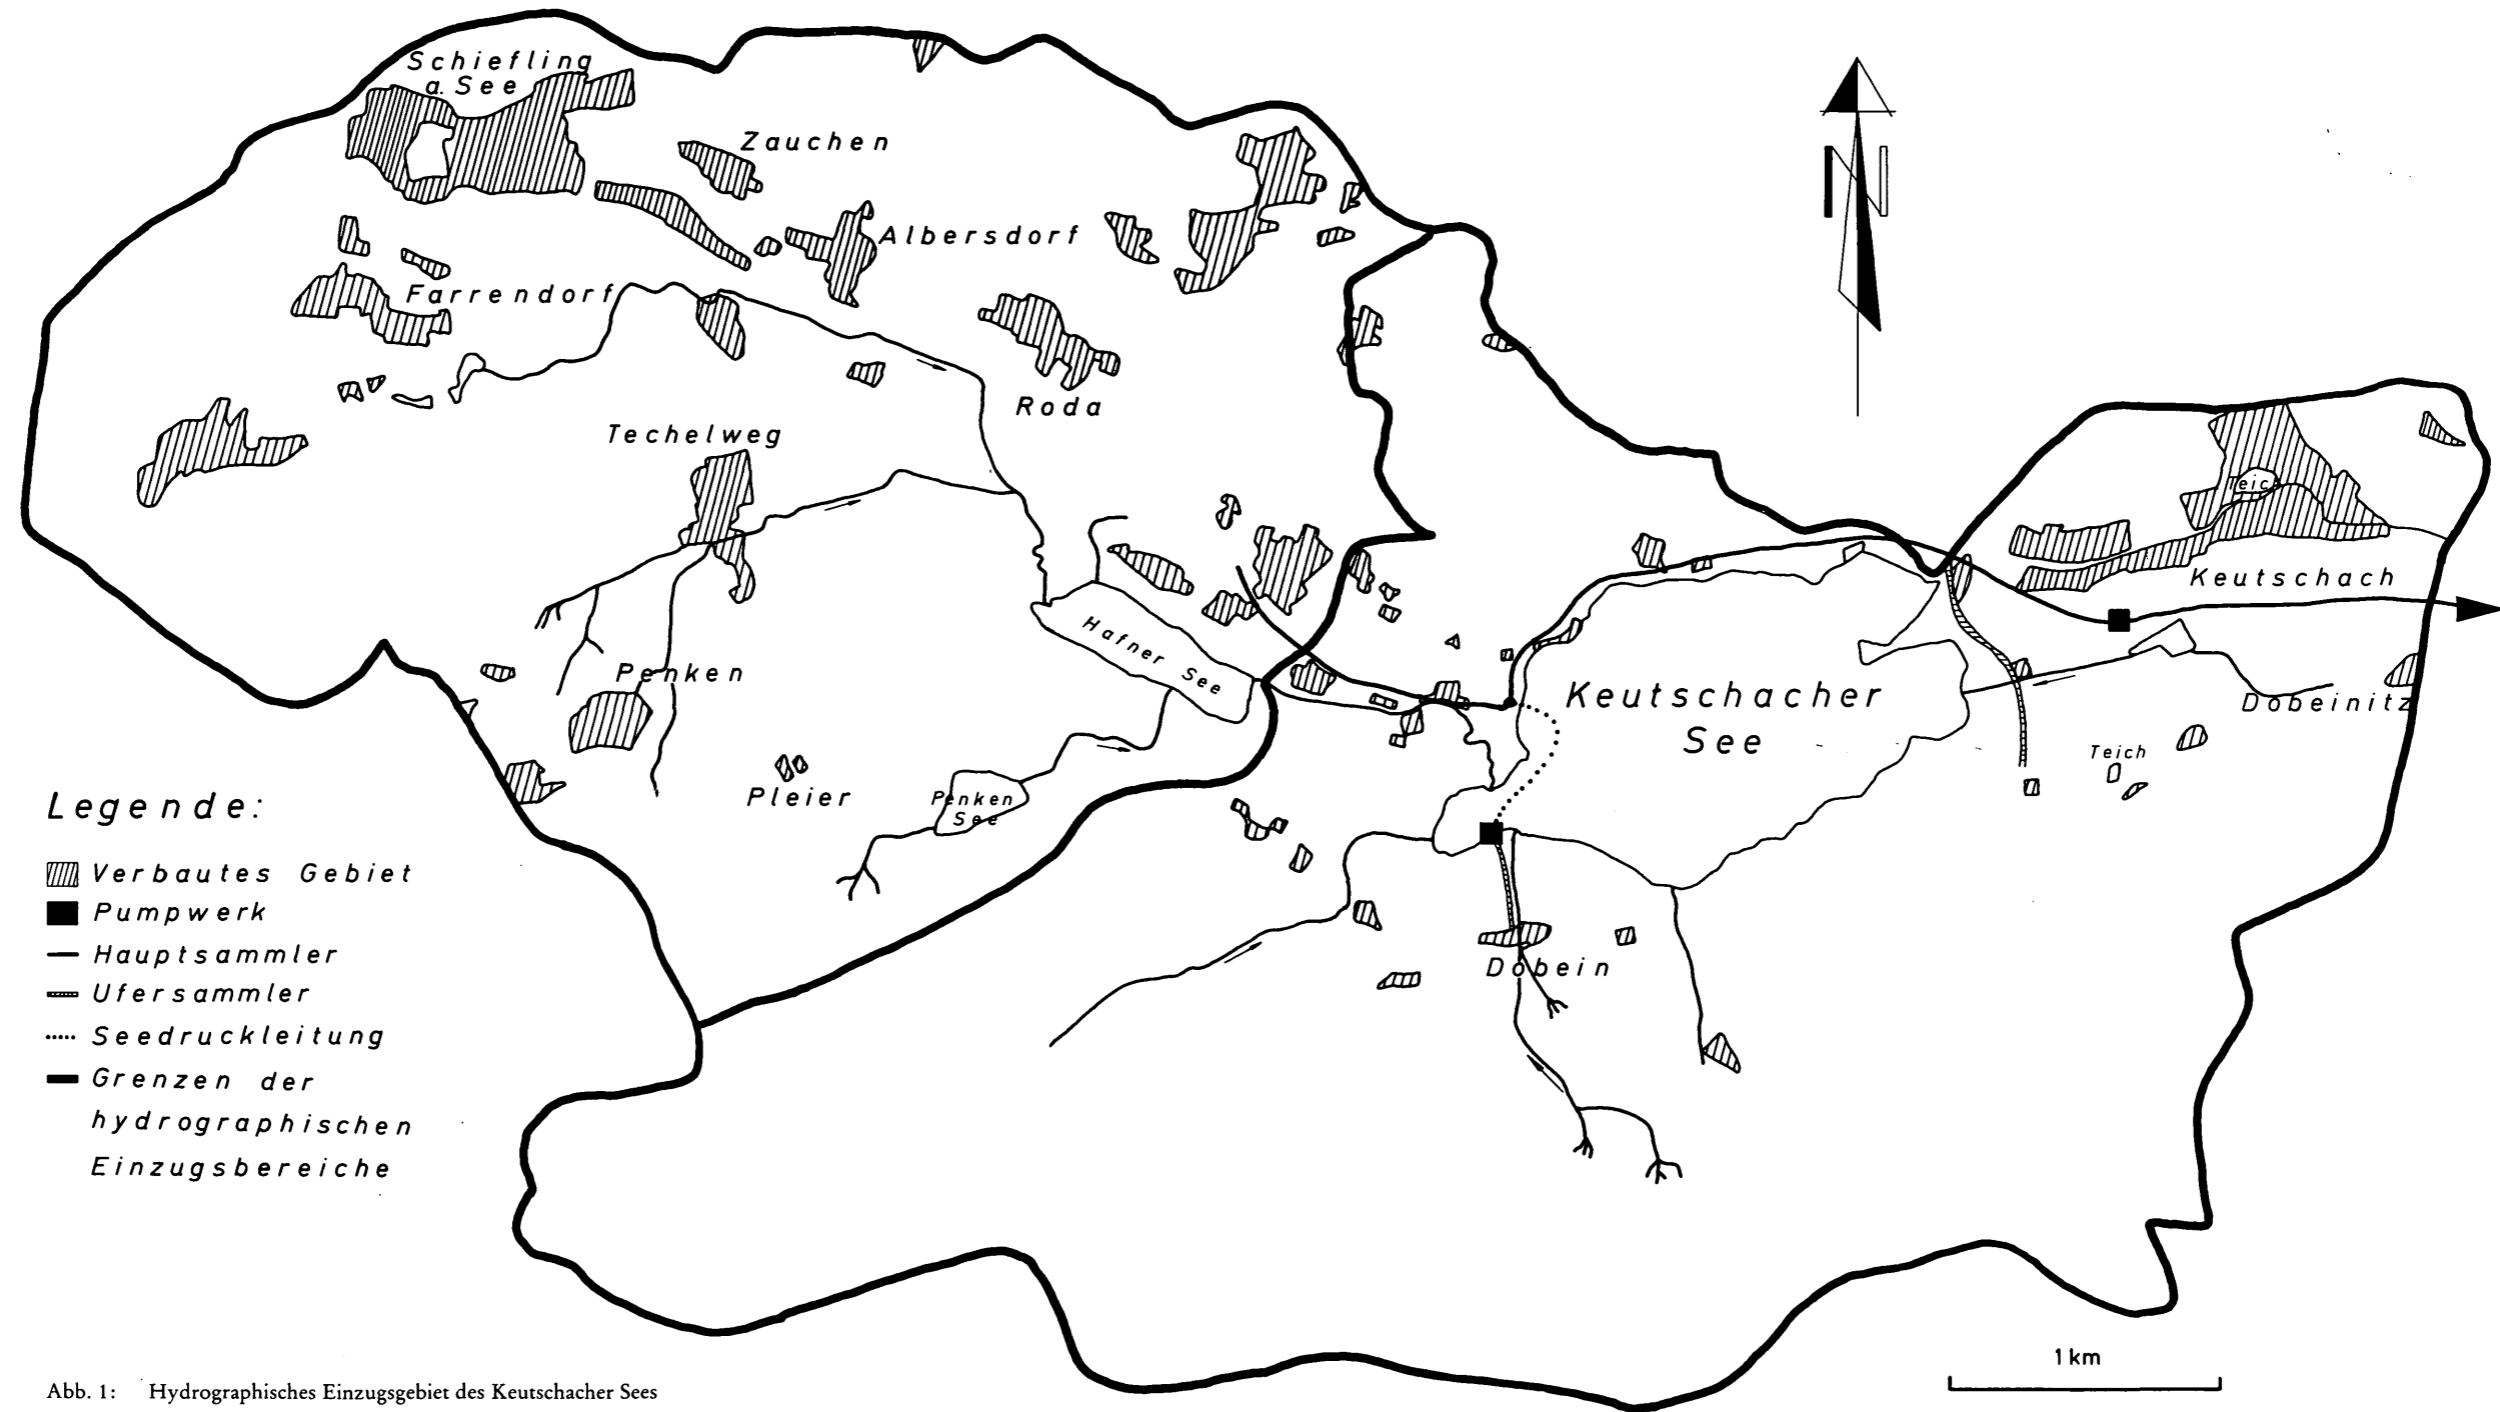 Schiefling
a. See
Zauchen
Albersdorf
Farrendorf
Roda
Techelweg
Teich
Keutschach
Hafner See
Penken
Keutschacher
See
Dobeinitz
Teich
Pleier
Penken
See
Dobein
N
Legende:
Verbautes Gebiet
Pumpwerk
Hauptsammler
Ufersammler
Seedruckleitung
Grenzen der
hydrographischen
Einzugsbereiche
1 km
Abb. 1: Hydrographisches Einzugsgebiet des Keutschacher Sees